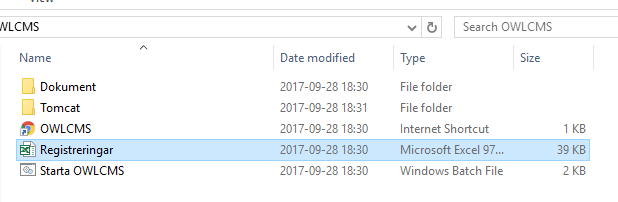 View
WLCMS Search OWLCMS
Name Date modified Type Size
Dokument 2017-09-28 18:30 File folder
Tomcat 2017-09-28 18:31 File folder
OWLCMS 2017-09-28 18:30 Internet Shortcut 1 KB
Registreringar 2017-09-28 18:30 Microsoft Excel 97... 39 KB
Starta OWLCMS 2017-09-28 18:30 Windows Batch File 2 KB